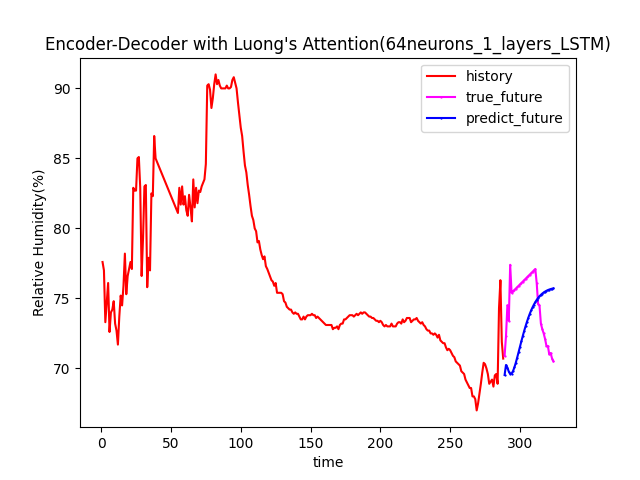 Encoder-Decoder with Luong's Attention(64neurons_1_layers_LSTM)
history
true_future
predict_future
Relative Humidity(%)
90
85
80
75
70
0 50 100 150 200 250 300
time